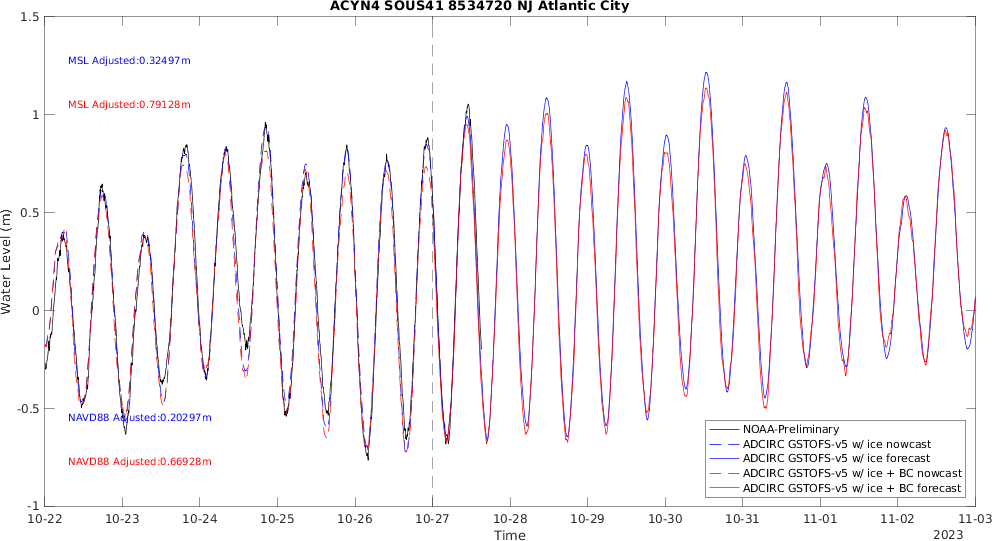 ACYN4 SOUS41 8534720 NJ Atlantic City
Water Level (m)
1.5
1
0.5
0
-0.5
-1
MSL Adjusted:0.32497m
MSL Adjusted:0.79128m
NAVD88 Adjusted:0.20297m
NAVD88 Adjusted:0.66928m
NOAA-Preliminary
ADCIRC GSTOFS-v5 w/ ice nowcast
ADCIRC GSTOFS-v5 w/ ice forecast
ADCIRC GSTOFS-v5 w/ ice + BC nowcast
ADCIRC GSTOFS-v5 w/ ice + BC forecast
10-22 10-23 10-24 10-25 10-26 10-27 10-28 10-29 10-30 10-31 11-01 11-02 11-03
Time
2023